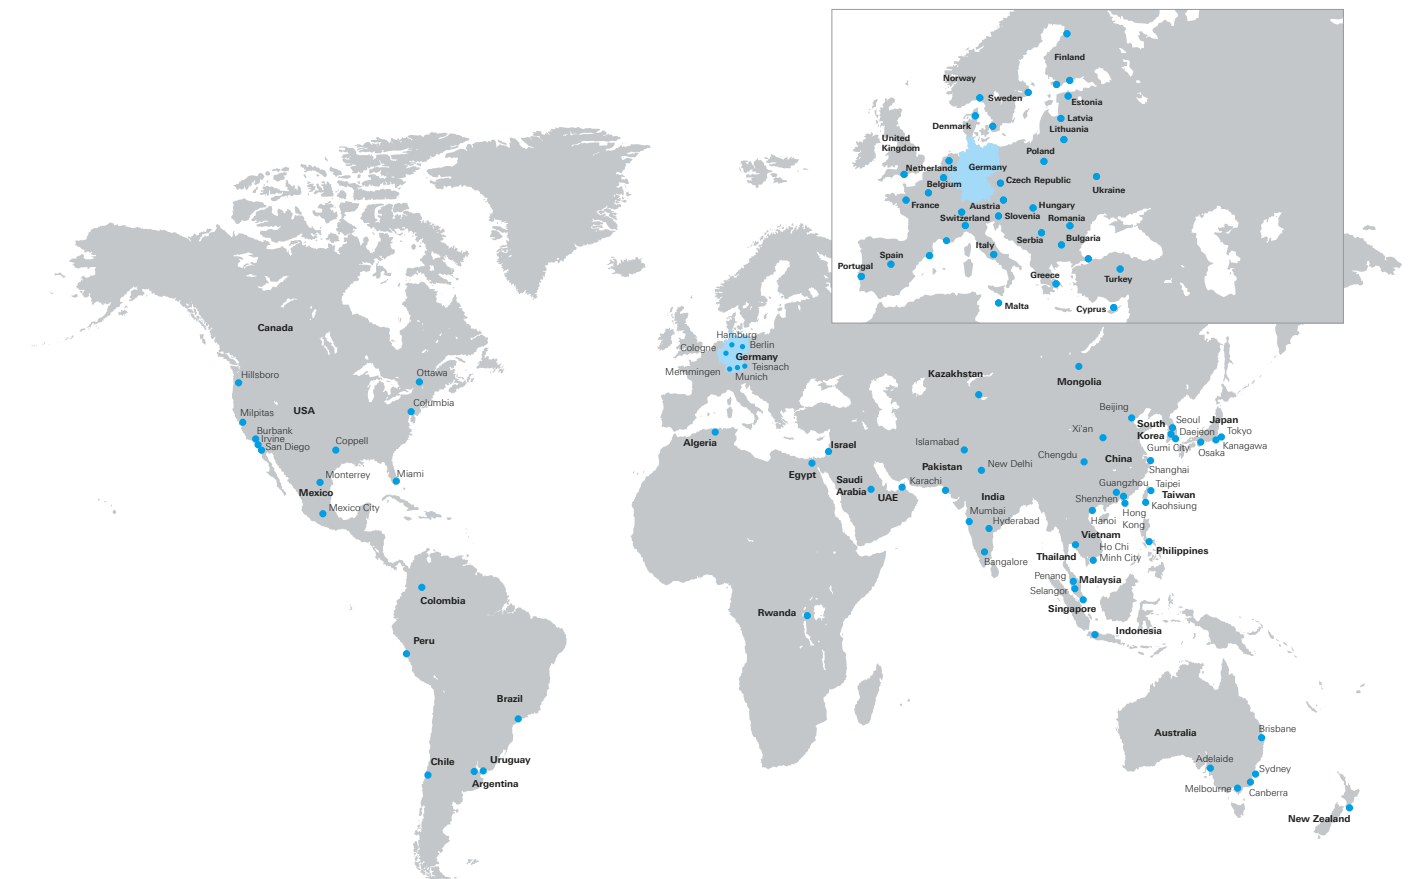 Finland
Norway
Sweden
Estonia
Latvia
Denmark
Lithuania
United
Kingdom
Poland
Netherlands
Germany
Czech Republic
Belgium
Ukraine
France
Austria
Hungary
Switzerland
Slovenia
Romania
Serbia
Bulgaria
Italy
Spain
Portugal
Greece
Turkey
Malta
Cyprus
Canada
Hillsboro
Ottawa
USA
Columbia
Milpitas
Burbank
Irvine
San Diego
Coppell
Monterrey
Miami
Mexico
Mexico City
Colombia
Peru
Brazil
Chile
Uruguay
Argentina
Hamburg
Cologne
Berlin
Germany
Teisnach
Memmingen
Munich
Algeria
Israel
Egypt
Saudi
Arabia
UAE
Rwanda
Kazakhstan
Mongolia
Islamabad
Pakistan
New Delhi
Karachi
India
Mumbai
Hyderabad
Bangalore
Beijing
Xi'an
Chengdu
China
South
Korea
Seoul
Daejeon
Gumi City
Japan
Tokyo
Kanagawa
Osaka
Shanghai
Guangzhou
Shenzhen
Hong
Kong
Taipei
Taiwan
Kaohsiung
Hanoi
Vietnam
Ho Chi
Minh City
Thailand
Philippines
Penang
Malaysia
Selangor
Singapore
Indonesia
Australia
Brisbane
Adelaide
Sydney
Melbourne
Canberra
New Zealand